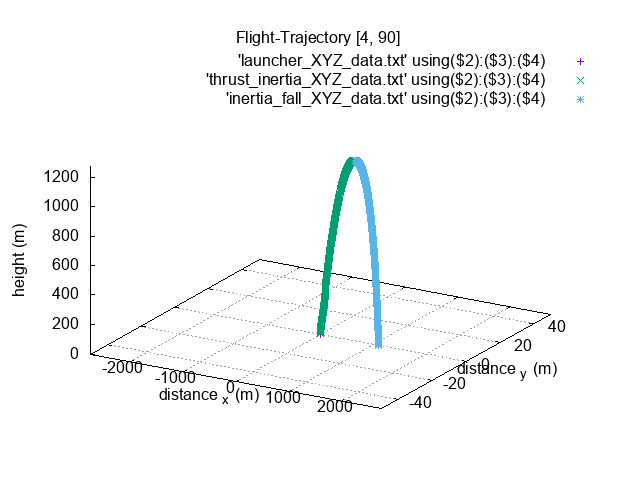 Flight-Trajectory [4, 90]
'launcher_XYZ_data.txt' using($2):($3):($4)
'thrust_inertia_XYZ_data.txt' using($2):($3):($4)
'inertia_fall_XYZ_data.txt' using($2):($3):($4)
1200
1000
800
600
400
200
0
height (m)
-2000
-1000
0
1000
2000
distance x (m)
-40
-20
0
20
40
distance y (m)